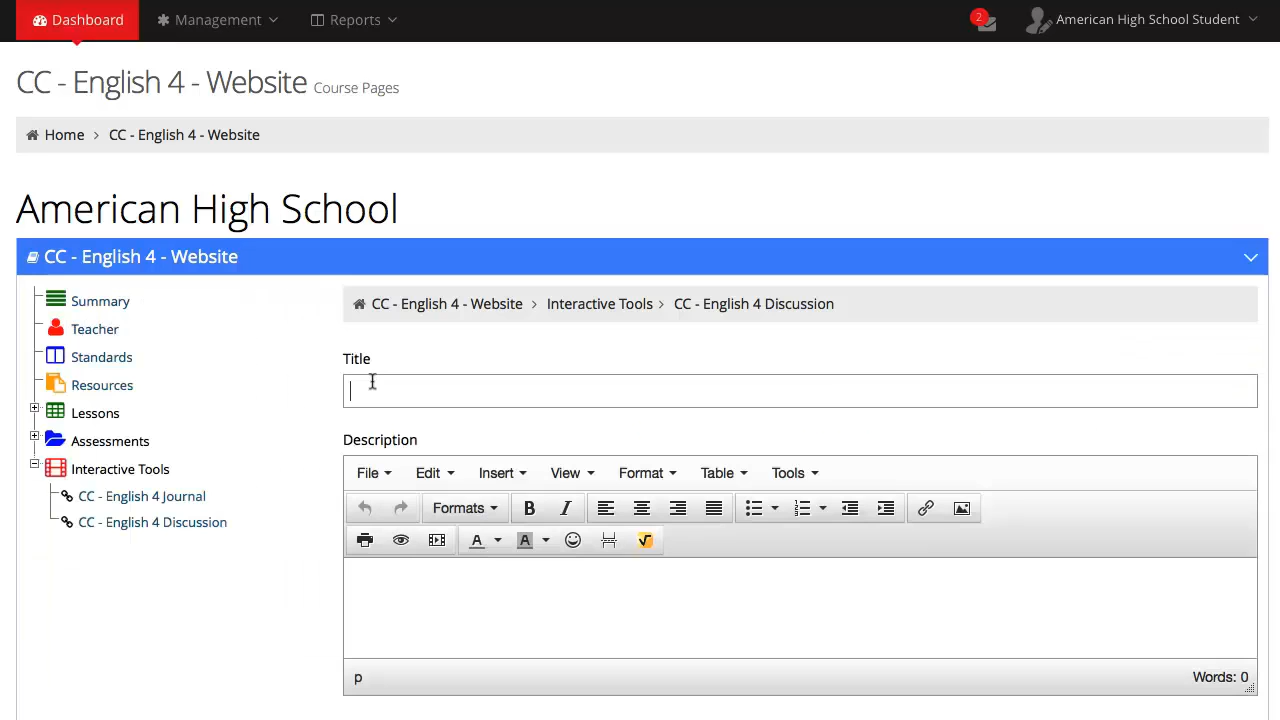 Dashboard Management Reports 2 American High School Student
CC - English 4 - Website Course Pages
Home > CC - English 4 - Website
American High School
CC - English 4 - Website
Summary
Teacher
Standards
Resources
Lessons
Assessments
Interactive Tools
CC - English 4 Journal
CC - English 4 Discussion
CC - English 4 - Website > Interactive Tools > CC - English 4 Discussion
Title
Description
File Edit Insert View Format Table Tools
Formats B I
A A
p Words: 0